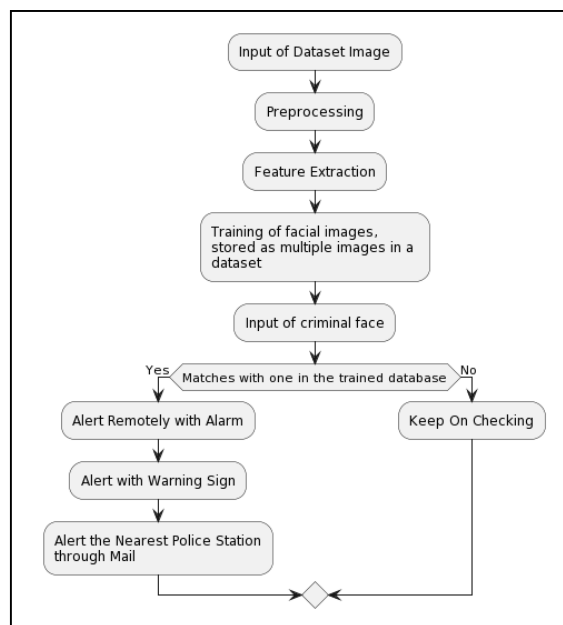 Input of Dataset Image
Preprocessing
Feature Extraction
Training of facial images,
stored as multiple images in a
dataset
Input of criminal face
Yes
Matches with one in the trained database
No
Alert Remotely with Alarm
Keep On Checking
Alert with Warning Sign
Alert the Nearest Police Station
through Mail